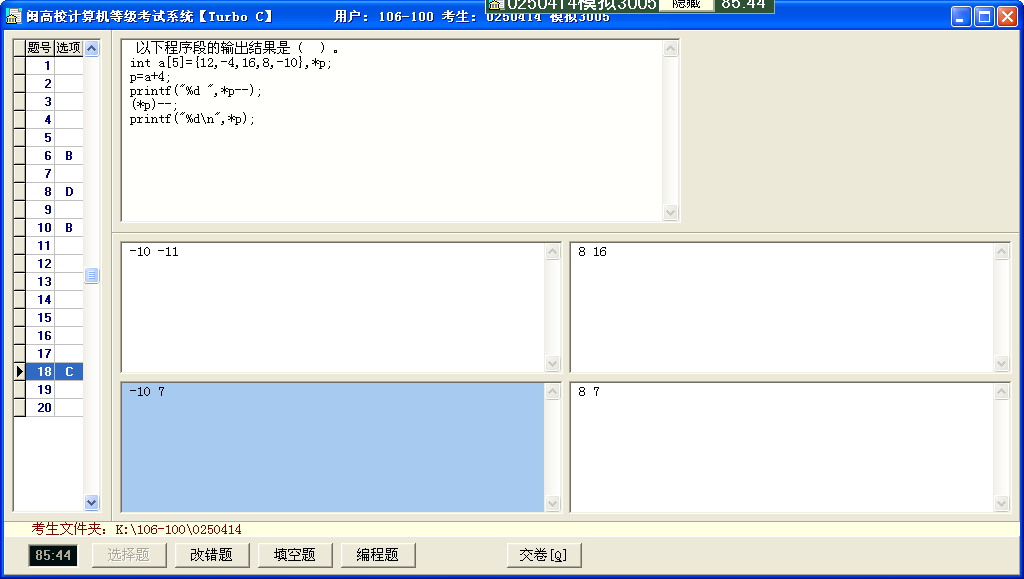 0250414模拟3005 隐藏 85:44
闽高校计算机等级考试系统【Turbo C】 用户: 106-100 考生: 0250414 模拟3005
题号 选项
1
2
3
4
5
6 B
7
8 D
9
10 B
11
12
13
14
15
16
17
18 C
19
20
以下程序段的输出结果是（ ）。
int a[5]={12,-4,16,8,-10},*p;
p=a+4;
printf("%d ",*p--);
(*p)--;
printf("%d\n",*p);
-10 -11
8 16
-10 7
8 7
考生文件夹: K:\106-100\0250414
85:44 选择题 改错题 填空题 编程题 交卷[Q]